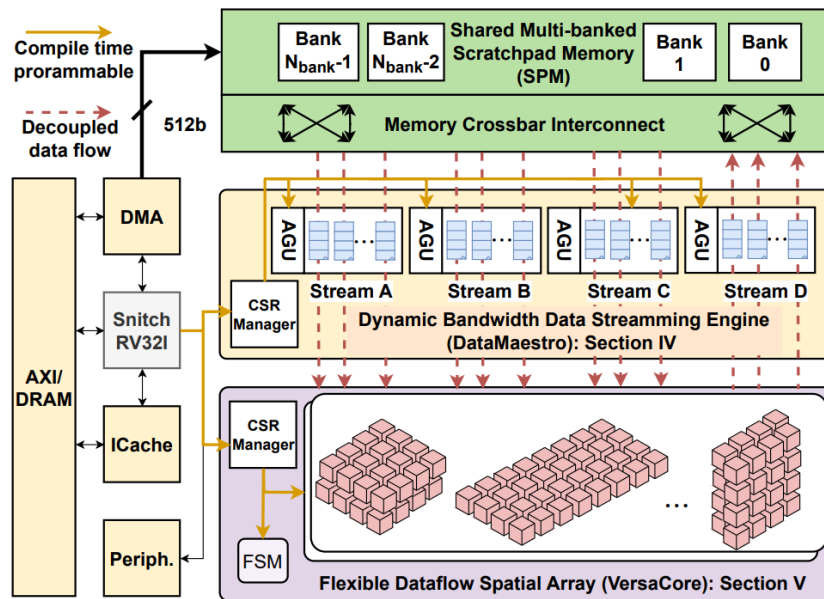 Compile time
prorammable
Decoupled
data flow
512b
Bank
N_bank-1
Bank
N_bank-2
Shared Multi-banked
Scratchpad Memory
(SPM)
Bank
1
Bank
0
Memory Crossbar Interconnect
AXI/
DRAM
DMA
Snitch
RV32I
ICache
Periph.
AGU
...
Stream A
AGU
...
Stream B
AGU
...
Stream C
AGU
...
Stream D
CSR
Manager
Dynamic Bandwidth Data Streamming Engine
(DataMaestro): Section IV
CSR
Manager
FSM
...
Flexible Dataflow Spatial Array (VersaCore): Section V